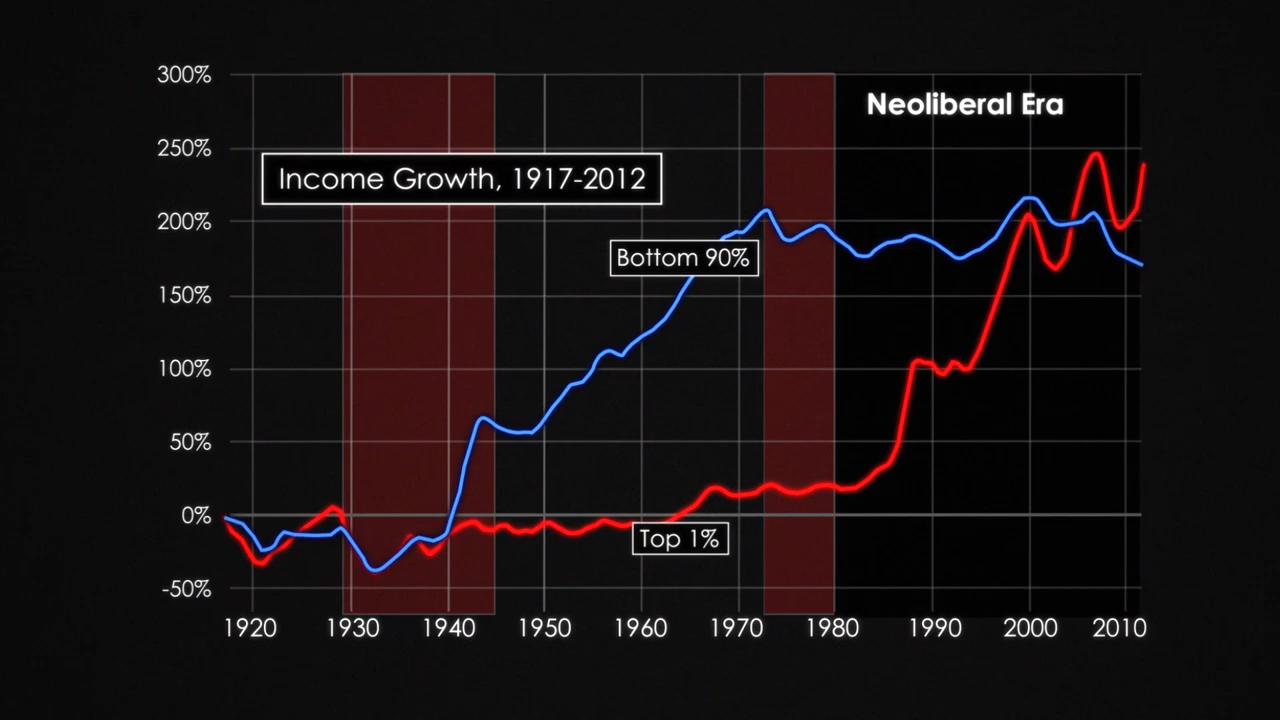 300%
Neoliberal Era
250%
Income Growth, 1917-2012
200%
Bottom 90%
150%
100%
50%
0%
Top 1%
-50%
1920 1930 1940 1950 1960 1970 1980 1990 2000 2010